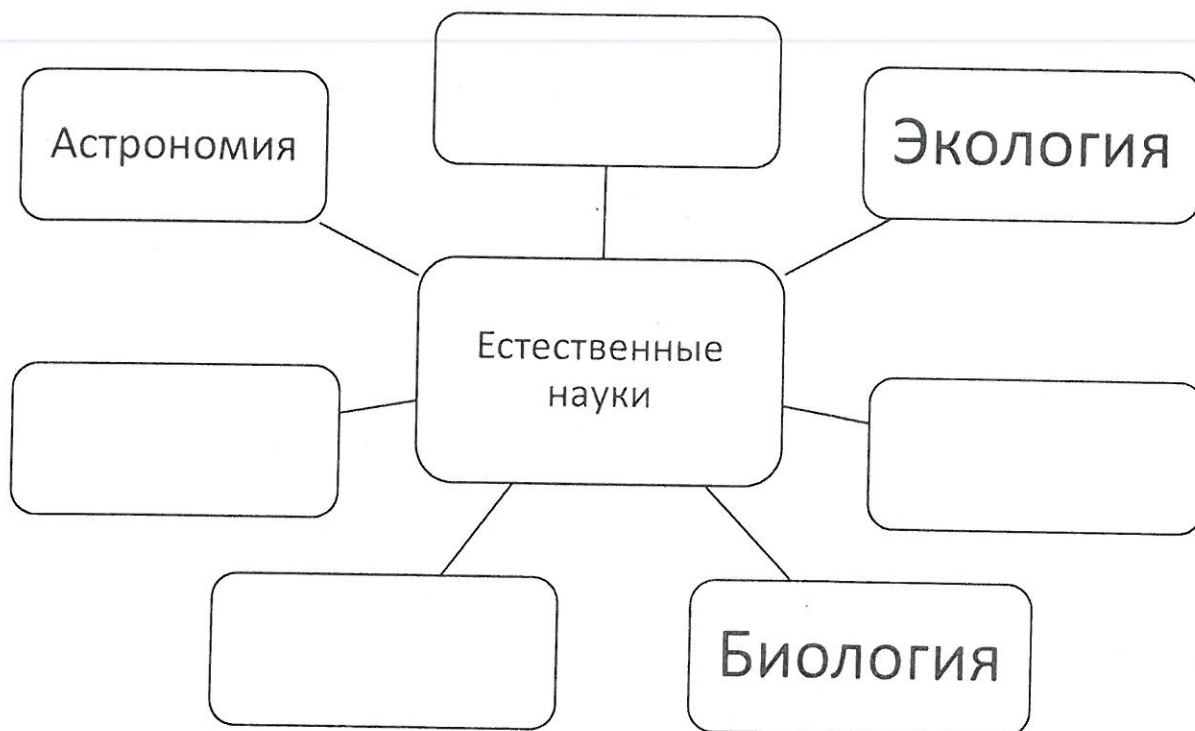 Астрономия
Экология
Естественные
науки
Биология